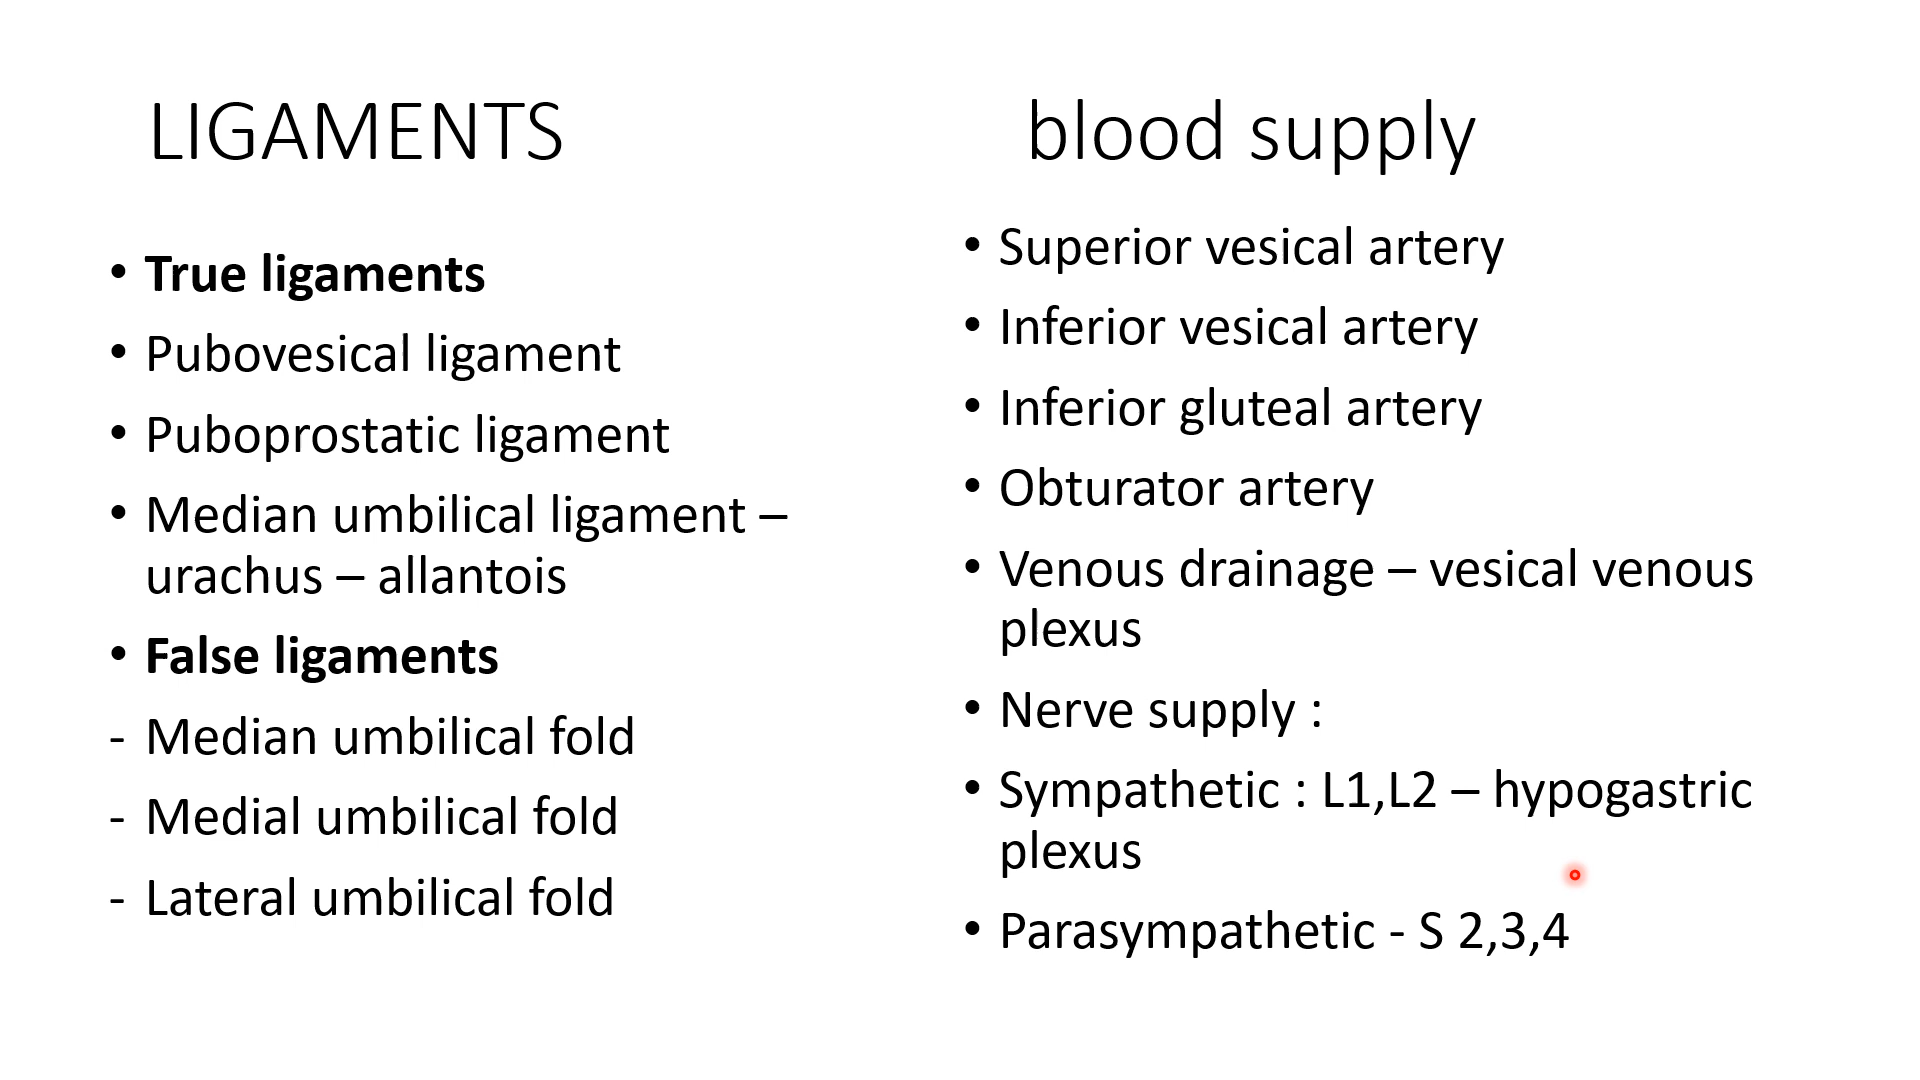 LIGAMENTS
• True ligaments
• Pubovesical ligament
• Puboprostatic ligament
• Median umbilical ligament –
urachus – allantois
• False ligaments
- Median umbilical fold
- Medial umbilical fold
- Lateral umbilical fold
blood supply
• Superior vesical artery
• Inferior vesical artery
• Inferior gluteal artery
• Obturator artery
• Venous drainage – vesical venous
plexus
• Nerve supply :
• Sympathetic : L1,L2 – hypogastric
plexus
• Parasympathetic - S 2,3,4